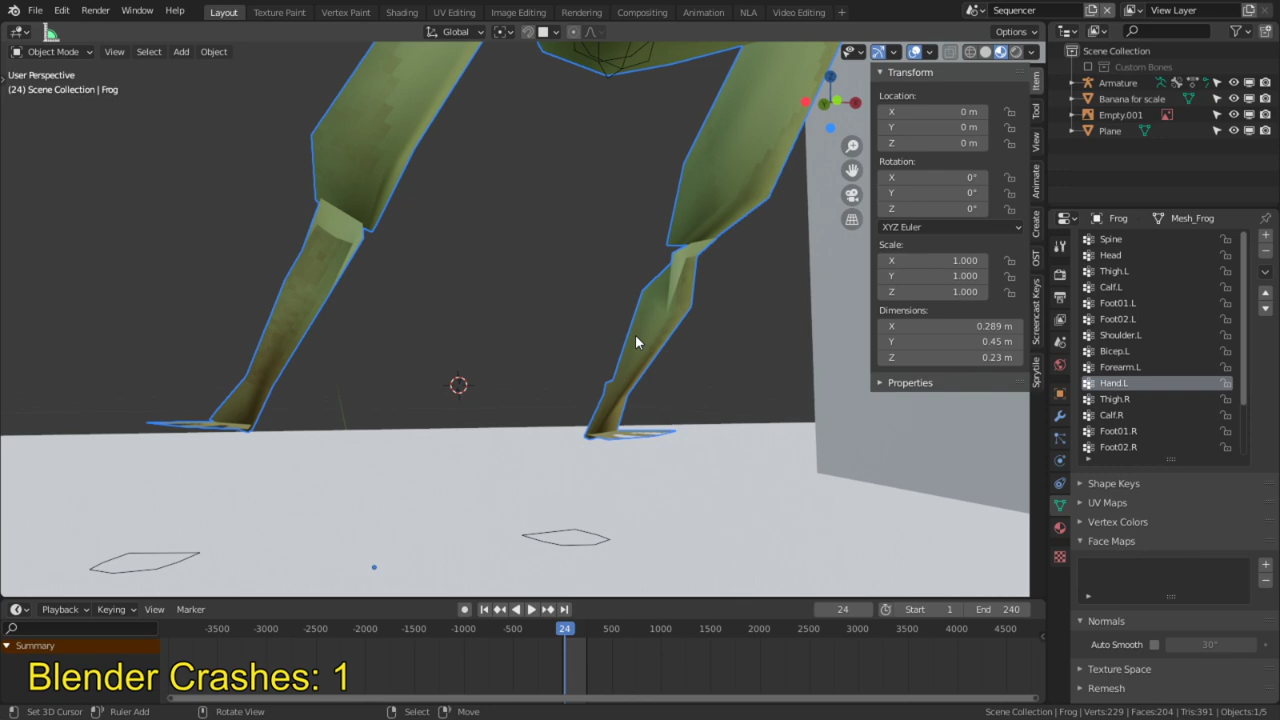 File Edit Render Window Help
Layout Texture Paint Vertex Paint Shading UV Editing Image Editing Rendering Compositing Animation NLA Video Editing +
Sequencer View Layer
Global Options
Object Mode View Select Add Object
User Perspective
(24) Scene Collection | Frog
Transform
Location:
X 0 m
Y 0 m
Z 0 m
Rotation:
X 0°
Y 0°
Z 0°
XYZ Euler
Scale:
X 1.000
Y 1.000
Z 1.000
Dimensions:
X 0.289 m
Y 0.45 m
Z 0.23 m
Properties
Item
Tool
View
Animate
Create
OST
Screencast Keys
Sprytile
Scene Collection
Custom Bones
Armature
Banana for scale
Empty.001
Plane
Frog Mesh_Frog
Spine
Head
Thigh.L
Calf.L
Foot01.L
Foot02.L
Shoulder.L
Bicep.L
Forearm.L
Hand.L
Thigh.R
Calf.R
Foot01.R
Foot02.R
Shape Keys
UV Maps
Vertex Colors
Face Maps
Normals
Auto Smooth 30°
Texture Space
Remesh
Playback Keying View Marker 24 Start 1 End 240
-3500 -3000 -2500 -2000 -1500 -1000 -500 24 500 1000 1500 2000 2500 3000 3500 4000 4500
Summary
Blender Crashes: 1
Set 3D Cursor Ruler Add Rotate View Select Move Scene Collection | Frog | Verts:229 | Faces:204 | Tris:391 | Objects:1/5